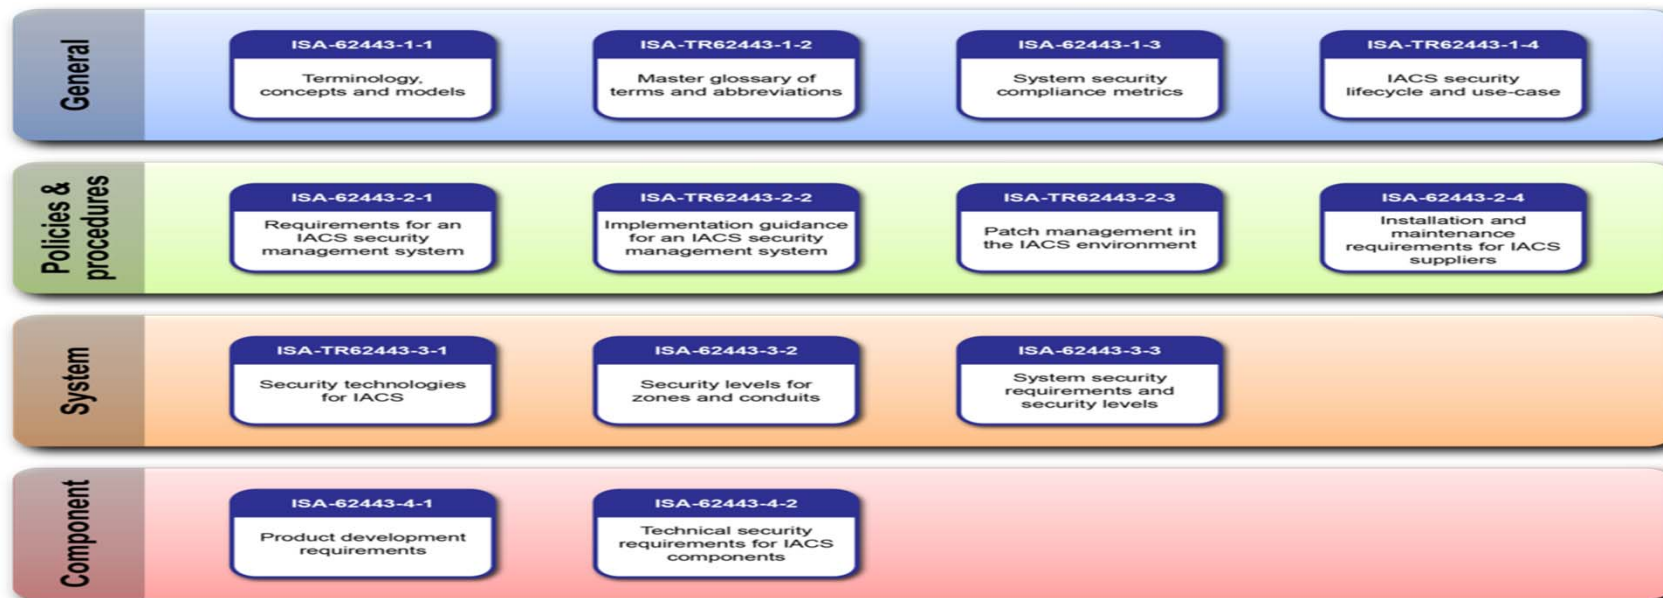 General
ISA-62443-1-1
Terminology,
concepts and models
ISA-TR62443-1-2
Master glossary of
terms and abbreviations
ISA-62443-1-3
System security
compliance metrics
ISA-TR62443-1-4
IACS security
lifecycle and use-case
Policies &
procedures
ISA-62443-2-1
Requirements for an
IACS security
management system
ISA-TR62443-2-2
Implementation guidance
for an IACS security
management system
ISA-TR62443-2-3
Patch management in
the IACS environment
ISA-62443-2-4
Installation and
maintenance
requirements for IACS
suppliers
System
ISA-TR62443-3-1
Security technologies
for IACS
ISA-62443-3-2
Security levels for
zones and conduits
ISA-62443-3-3
System security
requirements and
security levels
Component
ISA-62443-4-1
Product development
requirements
ISA-62443-4-2
Technical security
requirements for IACS
components